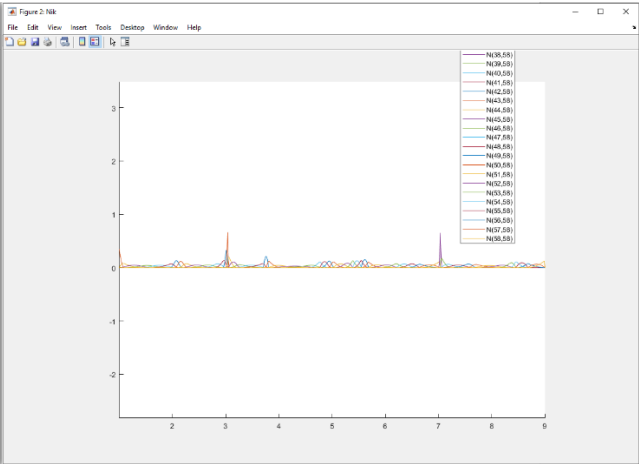 Figure 2: Nik
File Edit View Insert Tools Desktop Window Help
N(38,58)
N(39,58)
N(40,58)
N(41,58)
N(42,58)
N(43,58)
N(44,58)
N(45,58)
N(46,58)
N(47,58)
N(48,58)
N(49,58)
N(50,58)
N(51,58)
N(52,58)
N(53,58)
N(54,58)
N(55,58)
N(56,58)
N(57,58)
N(58,58)
3
2
1
0
-1
-2
2 3 4 5 6 7 8 9